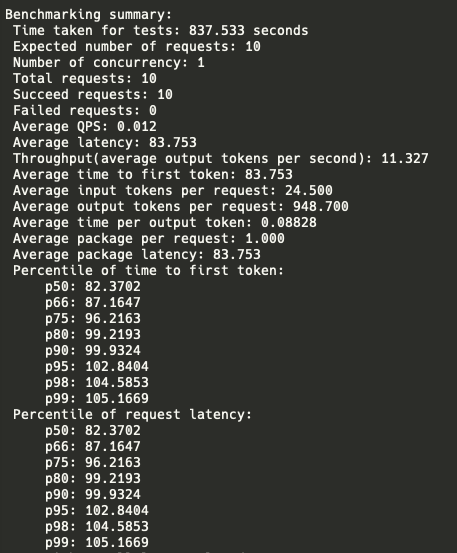 Benchmarking summary:
Time taken for tests: 837.533 seconds
Expected number of requests: 10
Number of concurrency: 1
Total requests: 10
Succeed requests: 10
Failed requests: 0
Average QPS: 0.012
Average latency: 83.753
Throughput(average output tokens per second): 11.327
Average time to first token: 83.753
Average input tokens per request: 24.500
Average output tokens per request: 948.700
Average time per output token: 0.08828
Average package per request: 1.000
Average package latency: 83.753
Percentile of time to first token:
p50: 82.3702
p66: 87.1647
p75: 96.2163
p80: 99.2193
p90: 99.9324
p95: 102.8404
p98: 104.5853
p99: 105.1669
Percentile of request latency:
p50: 82.3702
p66: 87.1647
p75: 96.2163
p80: 99.2193
p90: 99.9324
p95: 102.8404
p98: 104.5853
p99: 105.1669